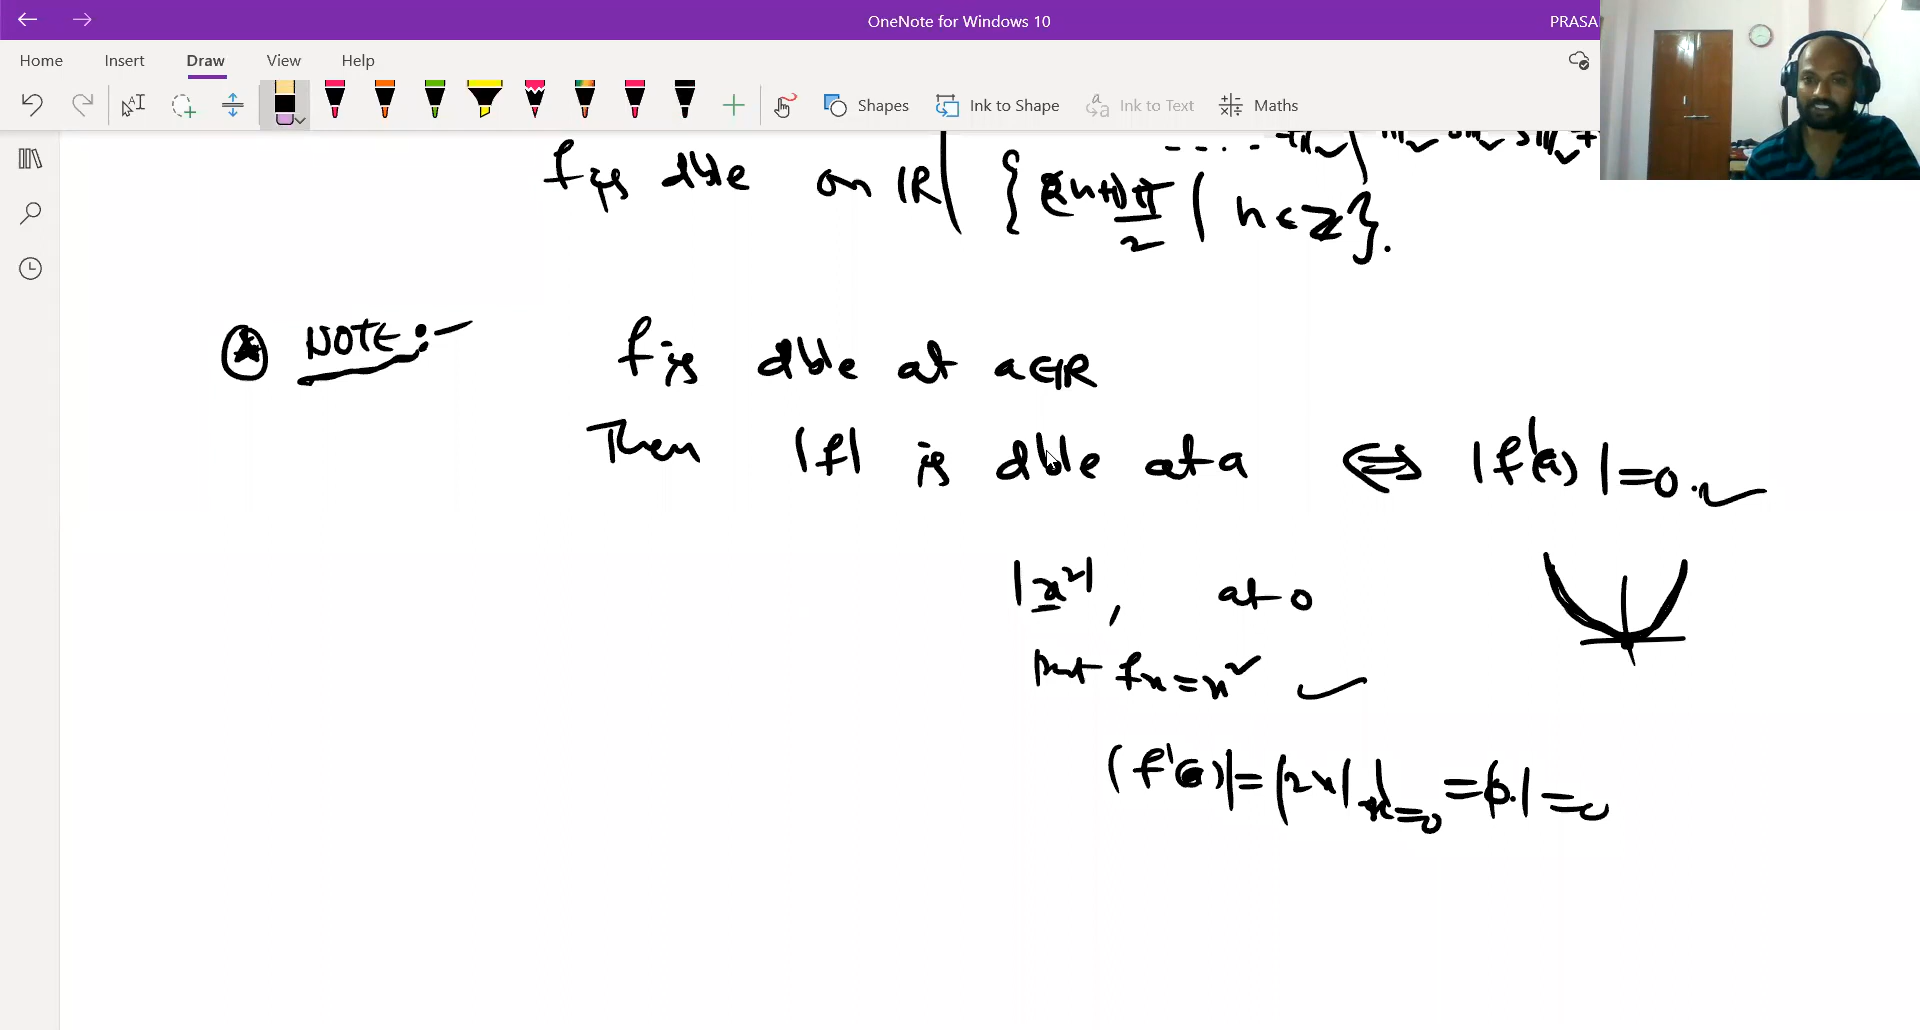 OneNote for Windows 10
PRASA
Home Insert Draw View Help
Shapes Ink to Shape Ink to Text Maths
f is dble on IR \ { (2n+1)π/2 | n ∈ Z }.
NOTE :- f is dble at a ∈ IR
Then |f| is dble at a ⇔ |f'(a)| = 0.
|x²|, at 0
put fx = x²
|f'(a)| = |2x| |x=0 = |0.| = 0